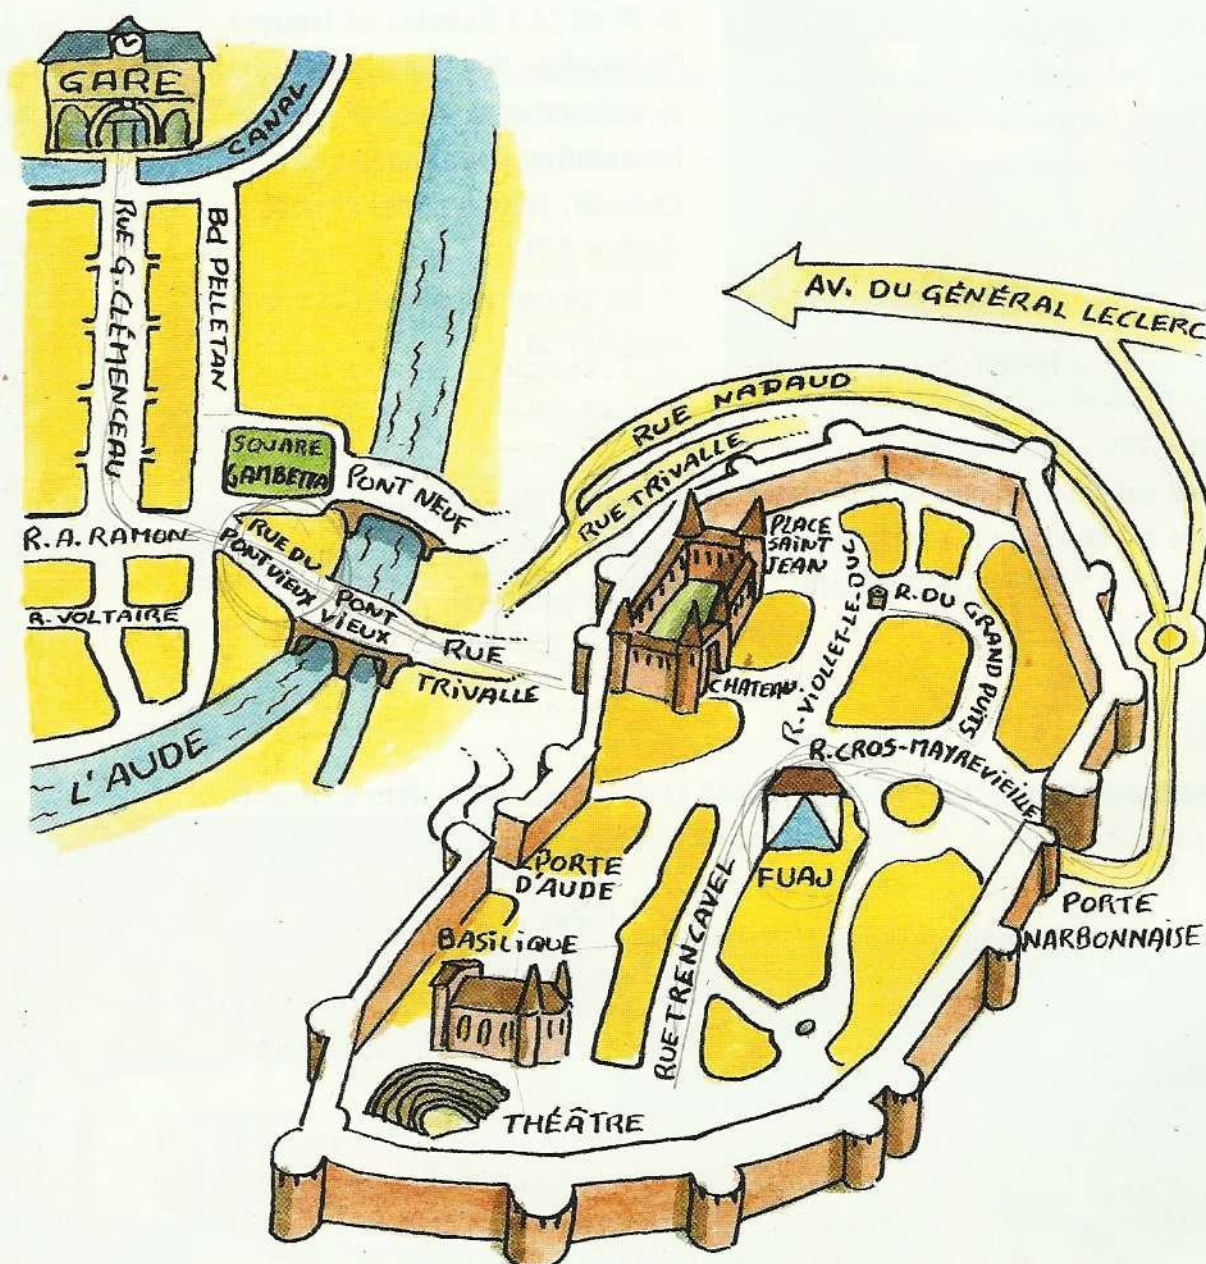 GARE
CANAL
RUE G. CLÉMENCEAU
Bd PELLETAN
AV. DU GÉNÉRAL LECLERC
RUE NADAUD
RUE TRIVALLE
SQUARE
GAMBETTA
PONT NEUF
R. A. RAMON
RUE DU
PONT VIEUX
PONT
VIEUX
R. VOLTAIRE
RUE
TRIVALLE
L'AUDE
PLACE
SAINT
JEAN
CHATEAU
R. VIOLLET-LE-DUC
R. DU GRAND PUITS
R. CROS-MAYREVIEILLE
PORTE
D'AUDE
FUAJ
RUE TRENCAVEL
PORTE
NARBONNAISE
BASILIQUE
THÉÂTRE